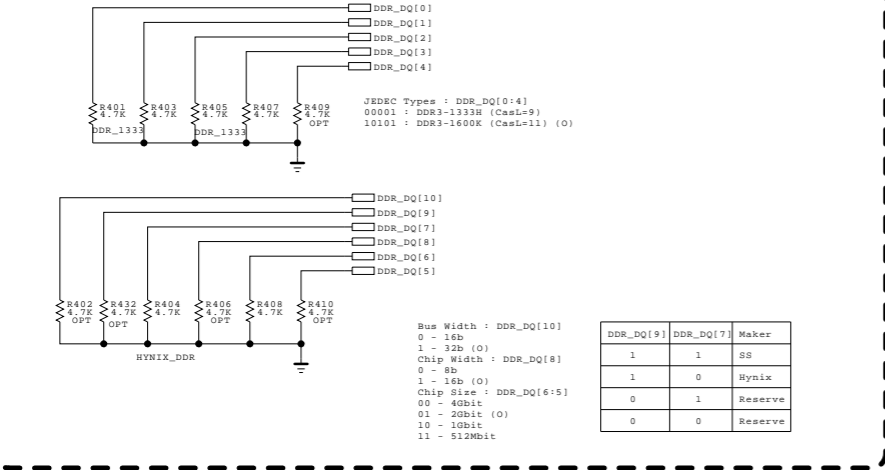 DDR_DQ[0]
DDR_DQ[1]
DDR_DQ[2]
DDR_DQ[3]
DDR_DQ[4]
R401 R403 R405 R407 R409
4.7K 4.7K 4.7K 4.7K 4.7K
OPT
DDR_1333 DDR_1333
JEDEC Types : DDR_DQ[0:4]
00001 : DDR3-1333H (CasL=9)
10101 : DDR3-1600K (CasL=11) (O)
DDR_DQ[10]
DDR_DQ[9]
DDR_DQ[7]
DDR_DQ[8]
DDR_DQ[6]
DDR_DQ[5]
R402 R432 R404 R406 R408 R410
4.7K 4.7K 4.7K 4.7K 4.7K 4.7K
OPT OPT OPT OPT
HYNIX_DDR
Bus Width : DDR_DQ[10]
0 - 16b
1 - 32b (O)
Chip Width : DDR_DQ[8]
0 - 8b
1 - 16b (O)
Chip Size : DDR_DQ[6:5]
00 - 4Gbit
01 - 2Gbit (O)
10 - 1Gbit
11 - 512Mbit
DDR_DQ[9] DDR_DQ[7] Maker
1 1 SS
1 0 Hynix
0 1 Reserve
0 0 Reserve